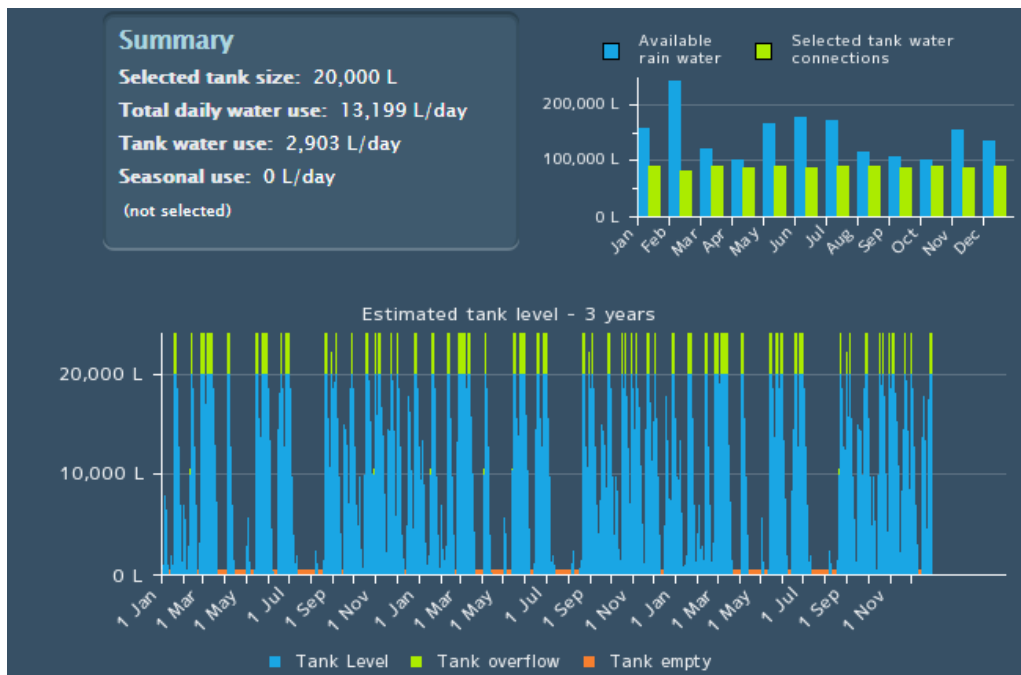 Summary
Selected tank size: 20,000 L
Total daily water use: 13,199 L/day
Tank water use: 2,903 L/day
Seasonal use: 0 L/day
(not selected)
Available
rain water
Selected tank water
connections
200,000 L
100,000 L
0 L
Jan
Feb
Mar
Apr
May
Jun
Jul
Aug
Sep
Oct
Nov
Dec
Estimated tank level - 3 years
20,000 L
10,000 L
0 L
1 Jan
1 Mar
1 May
1 Jul
1 Sep
1 Nov
1 Jan
1 Mar
1 May
1 Jul
1 Sep
1 Nov
1 Jan
1 Mar
1 May
1 Jul
1 Sep
1 Nov
Tank Level
Tank overflow
Tank empty